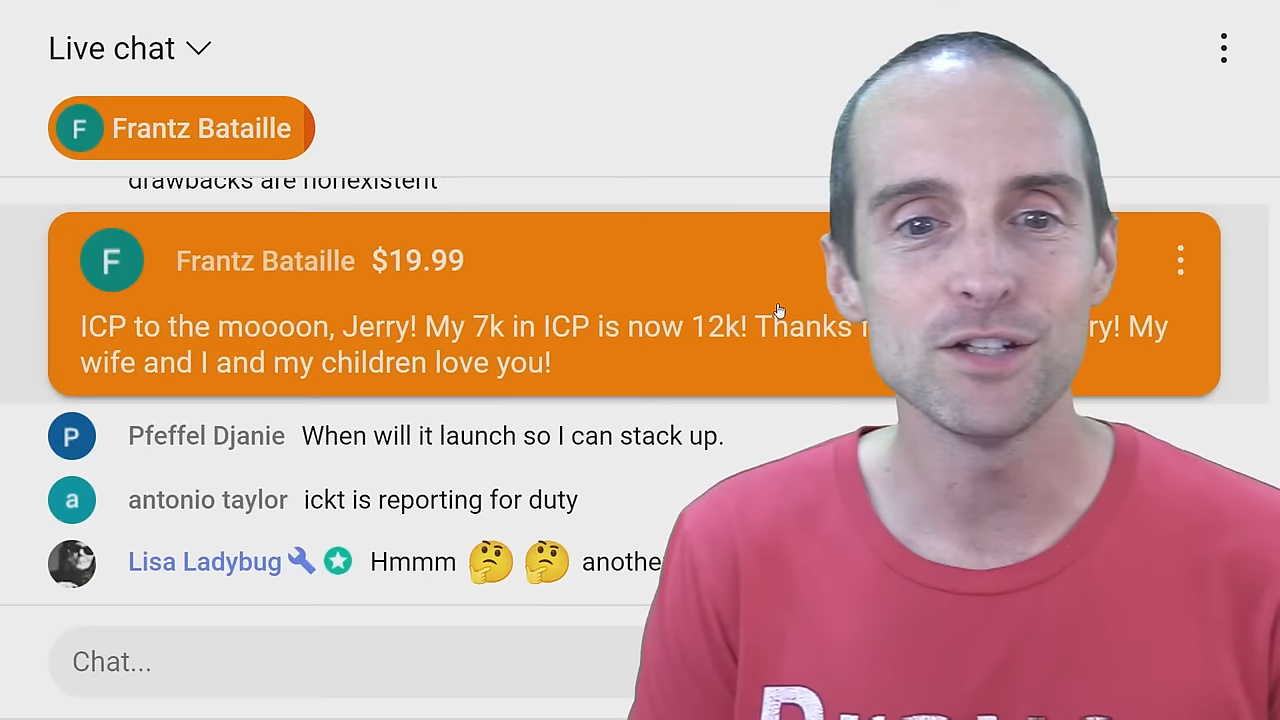 Live chat
F Frantz Bataille
drawbacks are nonexistent
F Frantz Bataille $19.99
ICP to the moooon, Jerry! My 7k in ICP is now 12k! Thanks My
wife and I and my children love you!
P Pfeffel Djanie When will it launch so I can stack up.
a antonio taylor ickt is reporting for duty
Lisa Ladybug Hmmm 🤔 🤔
Chat...